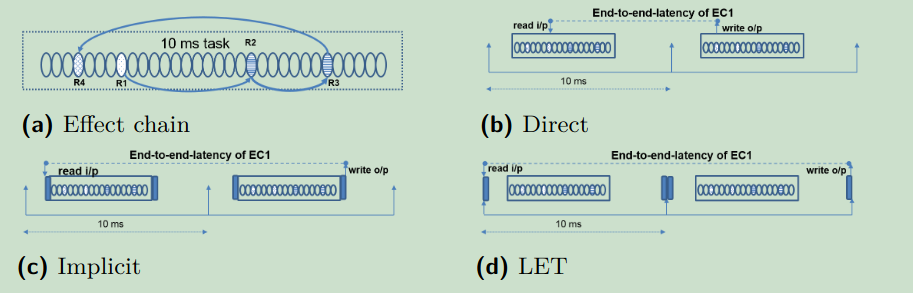 10 ms task R2
R4 R1 R3
(a) Effect chain
End-to-end-latency of EC1
read i/p
write o/p
10 ms
(b) Direct
End-to-end-latency of EC1
read i/p
write o/p
10 ms
(c) Implicit
End-to-end-latency of EC1
read i/p
write o/p
10 ms
(d) LET